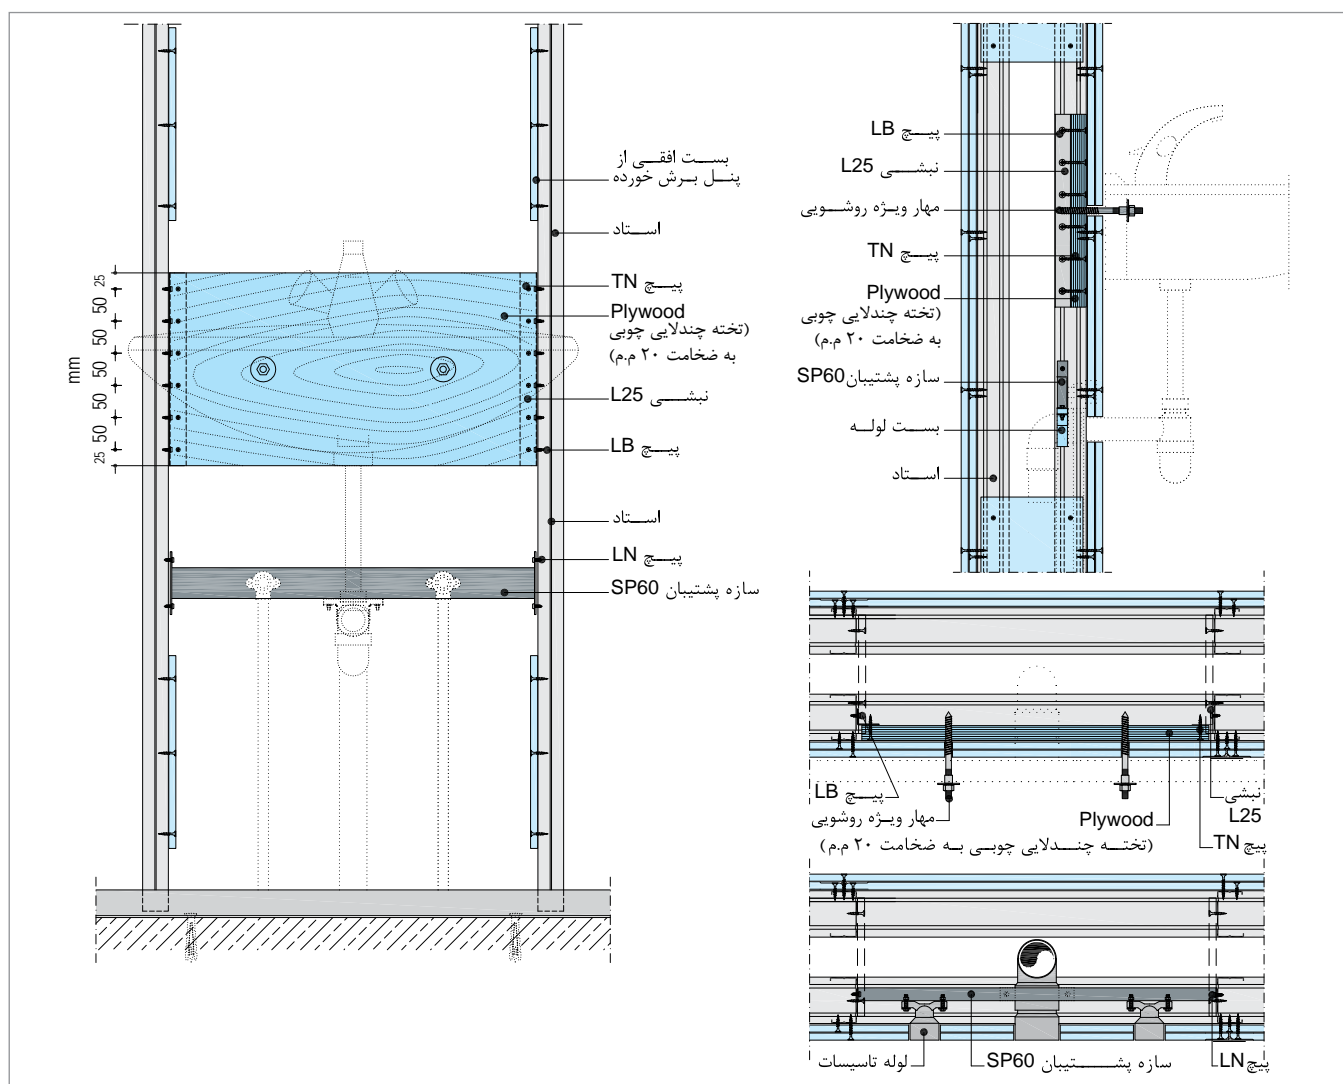 بست افقی از
پنل برش خورده
استاد
پیچ TN
Plywood
(تخته چندلایی چوبی
به ضخامت ۲۰ م.م)
نبشی L25
پیچ LB
استاد
پیچ LN
سازه پشتیبان SP60
25
50
50
50
50
50
25
mm
پیچ LB
نبشی L25
مهار ویژه روشویی
پیچ TN
Plywood
(تخته چندلایی چوبی
به ضخامت ۲۰ م.م)
سازه پشتیبان SP60
بست لوله
استاد
پیچ LB
مهار ویژه روشویی
Plywood
(تخته چندلایی چوبی به ضخامت ۲۰ م.م)
نبشی
L25
پیچ TN
لوله تاسیسات
سازه پشتیبان SP60
پیچ LN